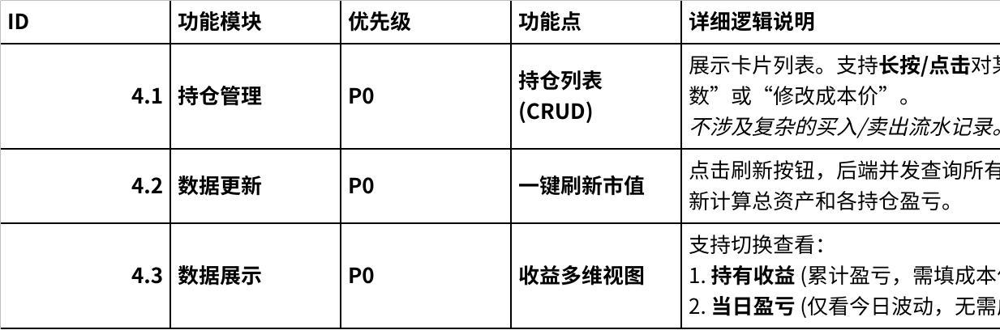 ID 功能模块 优先级 功能点 详细逻辑说明
4.1 持仓管理 P0 持仓列表
(CRUD)
展示卡片列表。支持长按/点击对
数”或“修改成本价”。
不涉及复杂的买入/卖出流水记录。
4.2 数据更新 P0 一键刷新市值
点击刷新按钮，后端并发查询所有
新计算总资产和各持仓盈亏。
4.3 数据展示 P0 收益多维视图
支持切换查看：
1. 持有收益 (累计盈亏，需填成本
2. 当日盈亏 (仅看今日波动，无需